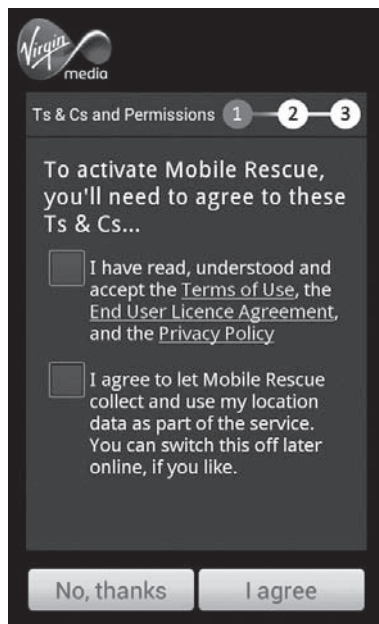 Virgin
media
Ts & Cs and Permissions 1 2 3
To activate Mobile Rescue,
you'll need to agree to these
Ts & Cs...
I have read, understood and
accept the Terms of Use, the
End User Licence Agreement,
and the Privacy Policy
I agree to let Mobile Rescue
collect and use my location
data as part of the service.
You can switch this off later
online, if you like.
No, thanks
I agree